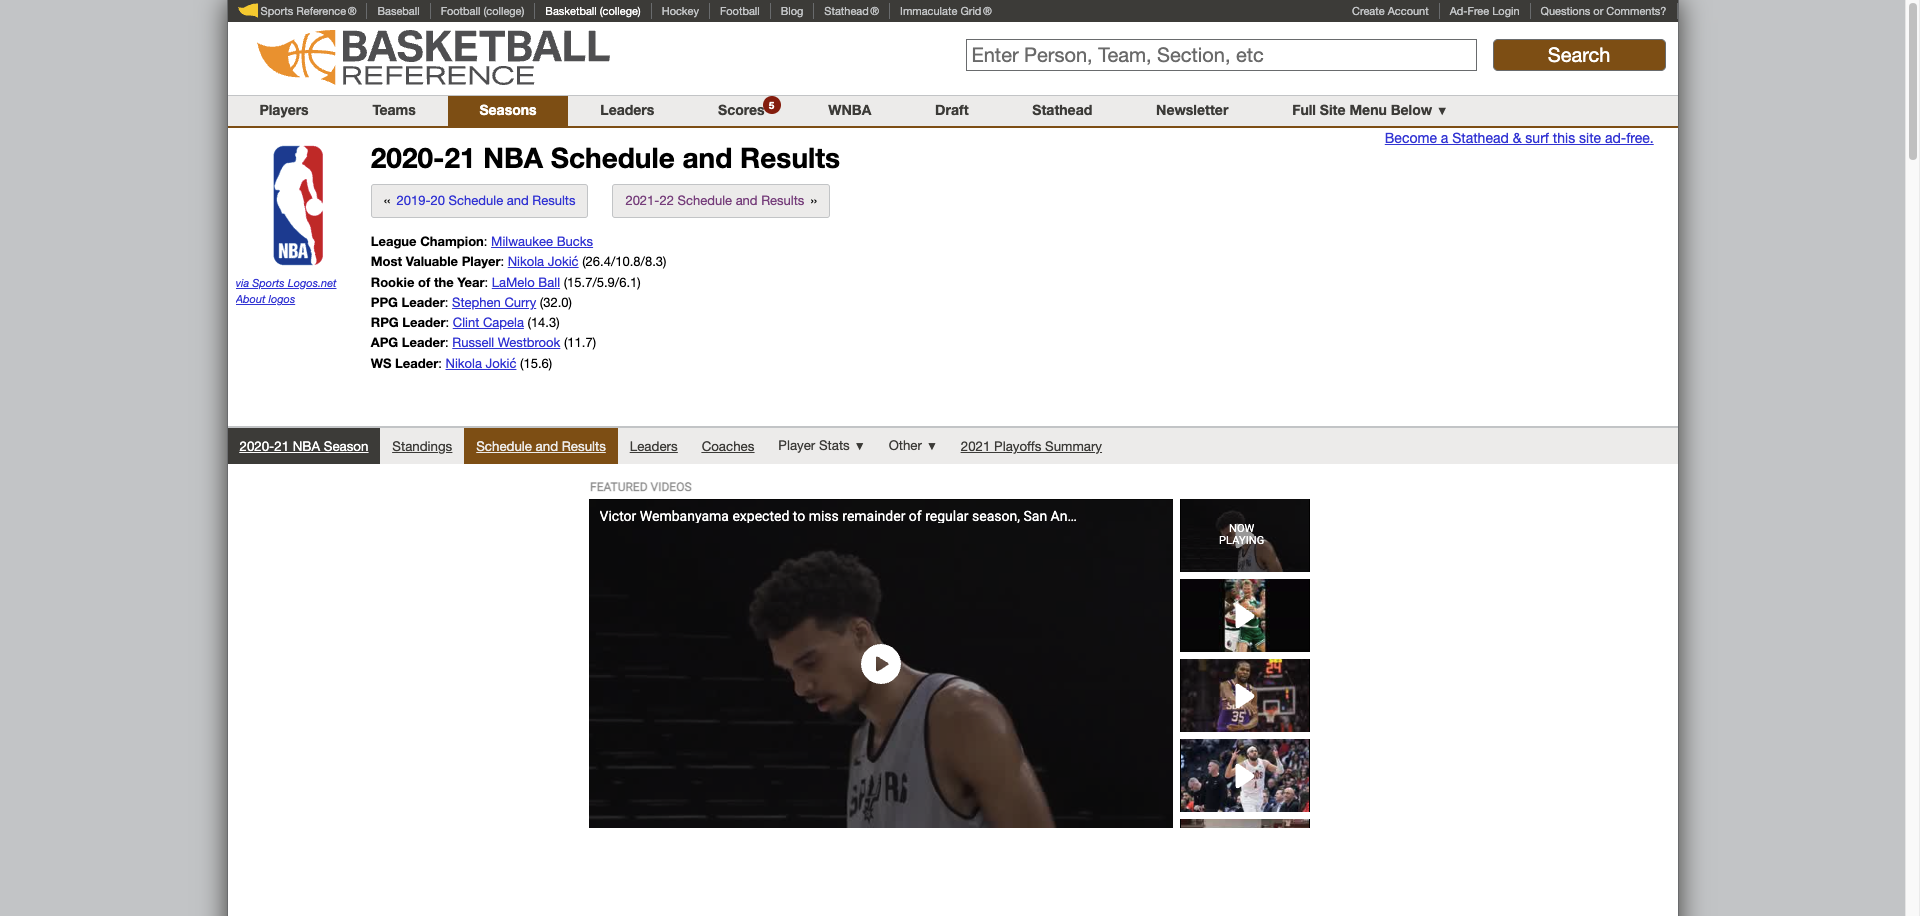 Sports Reference®
Baseball
Football (college)
Basketball (college)
Hockey
Football
Blog
Stathead®
Immaculate Grid®
Create Account
Ad-Free Login
Questions or Comments?
BASKETBALL
REFERENCE
Enter Person, Team, Section, etc
Search
Players
Teams
Seasons
Leaders
Scores 5
WNBA
Draft
Stathead
Newsletter
Full Site Menu Below ▼
Become a Stathead & surf this site ad-free.
NBA
via Sports Logos.net
About logos
2020-21 NBA Schedule and Results
« 2019-20 Schedule and Results
2021-22 Schedule and Results »
League Champion: Milwaukee Bucks
Most Valuable Player: Nikola Jokić (26.4/10.8/8.3)
Rookie of the Year: LaMelo Ball (15.7/5.9/6.1)
PPG Leader: Stephen Curry (32.0)
RPG Leader: Clint Capela (14.3)
APG Leader: Russell Westbrook (11.7)
WS Leader: Nikola Jokić (15.6)
2020-21 NBA Season
Standings
Schedule and Results
Leaders
Coaches
Player Stats ▼
Other ▼
2021 Playoffs Summary
FEATURED VIDEOS
Victor Wembanyama expected to miss remainder of regular season, San An...
NOW
PLAYING
24
35